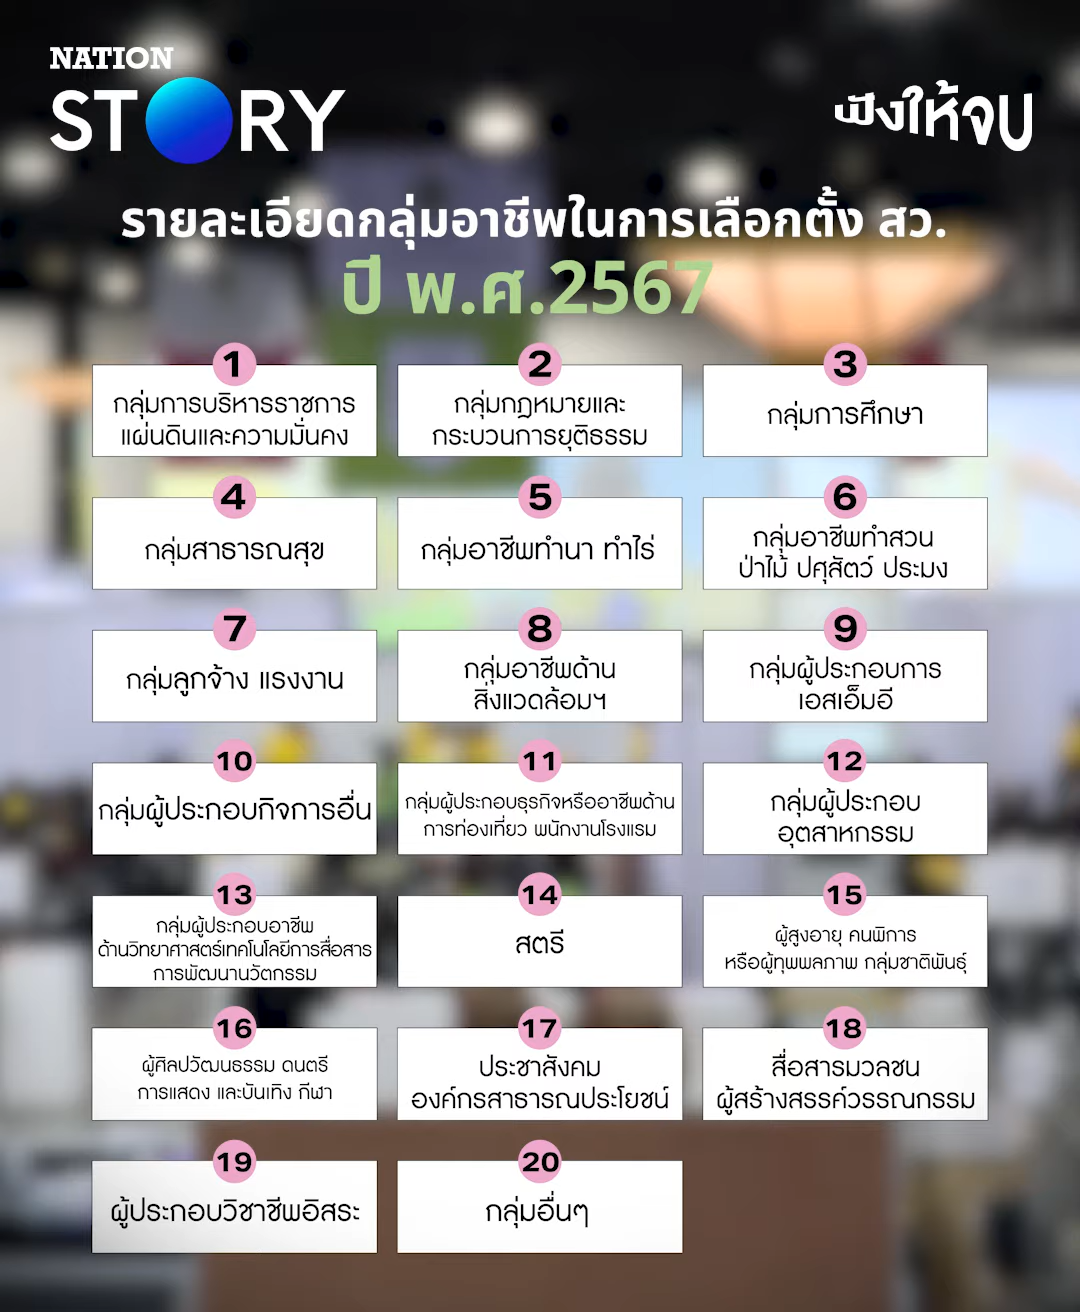 NATION
STORY
ฟังให้จบ
รายละเอียดกลุ่มอาชีพในการเลือกตั้ง สว.
ปี พ.ศ.2567
1
กลุ่มการบริหารราชการ
แผ่นดินและความมั่นคง
2
กลุ่มกฎหมายและ
กระบวนการยุติธรรม
3
กลุ่มการศึกษา
4
กลุ่มสาธารณสุข
5
กลุ่มอาชีพทำนา ทำไร่
6
กลุ่มอาชีพทำสวน
ป่าไม้ ปศุสัตว์ ประมง
7
กลุ่มลูกจ้าง แรงงาน
8
กลุ่มอาชีพด้าน
สิ่งแวดล้อมฯ
9
กลุ่มผู้ประกอบการ
เอสเอ็มอี
10
กลุ่มผู้ประกอบกิจการอื่น
11
กลุ่มผู้ประกอบธุรกิจหรืออาชีพด้าน
การท่องเที่ยว พนักงานโรงแรม
12
กลุ่มผู้ประกอบ
อุตสาหกรรม
13
กลุ่มผู้ประกอบอาชีพ
ด้านวิทยาศาสตร์เทคโนโลยีการสื่อสาร
การพัฒนานวัตกรรม
14
สตรี
15
ผู้สูงอายุ คนพิการ
หรือผู้ทุพพลภาพ กลุ่มชาติพันธุ์
16
ผู้ศิลปวัฒนธรรม ดนตรี
การแสดง และบันเทิง กีฬา
17
ประชาสังคม
องค์กรสาธารณประโยชน์
18
สื่อสารมวลชน
ผู้สร้างสรรค์วรรณกรรม
19
ผู้ประกอบวิชาชีพอิสระ
20
กลุ่มอื่นๆ